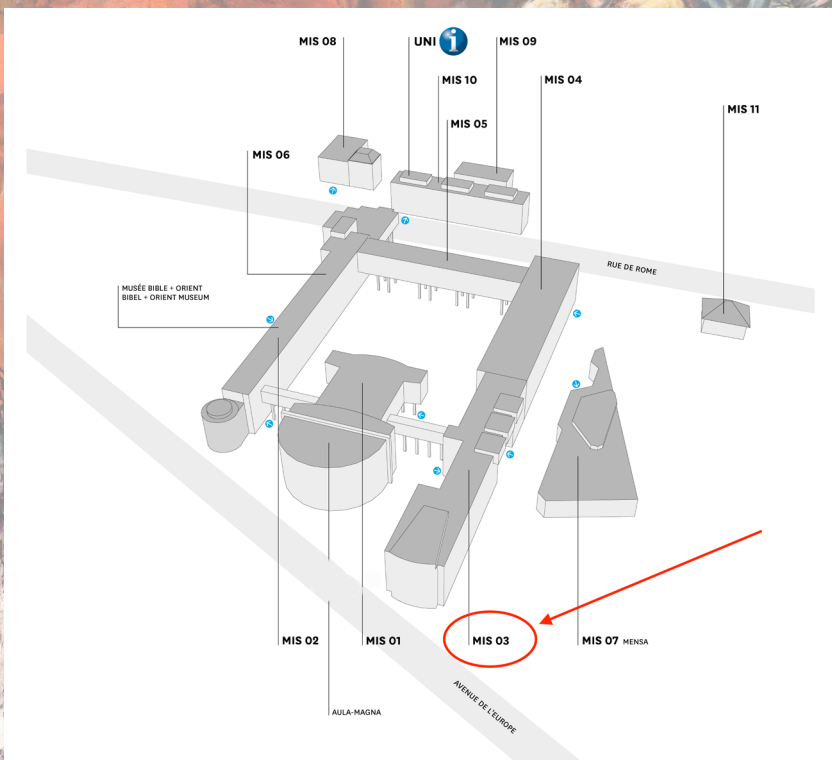 MIS 08
UNI i
MIS 09
MIS 10
MIS 04
MIS 05
MIS 11
MIS 06
RUE DE ROME
MUSÉE BIBLE + ORIENT
BIBEL + ORIENT MUSEUM
MIS 02
MIS 01
MIS 03
MIS 07 MENSA
AVENUE DE L'EUROPE
AULA-MAGNA